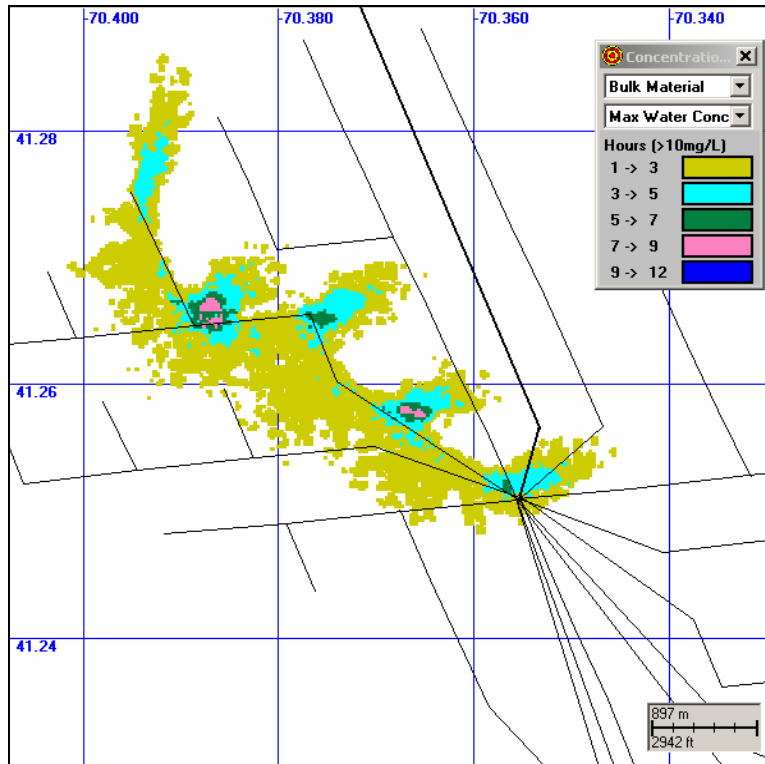 -70.400 -70.380 -70.360 -70.340
Concentratio...
Bulk Material
Max Water Conc
Hours (>10mg/L)
1 -> 3
3 -> 5
5 -> 7
7 -> 9
9 -> 12
41.28
41.26
41.24
897 m
2942 ft